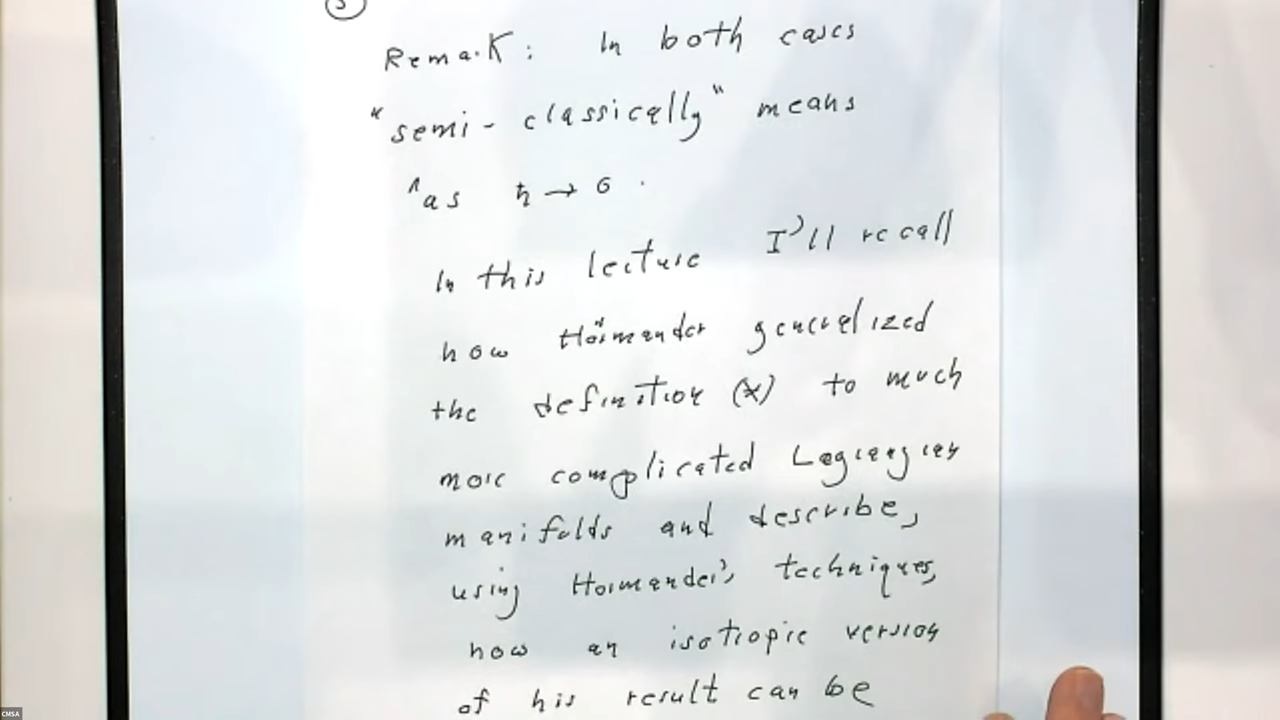 Remark: In both cases
"semi-classically" means
"as ℏ → 0.
In this lecture I'll recall
how Hörmander generalized
the definition (*) to much
more complicated Lagrangian
manifolds and describe,
using Hormander's techniques,
how an isotropic version
of his result can be
CMSA